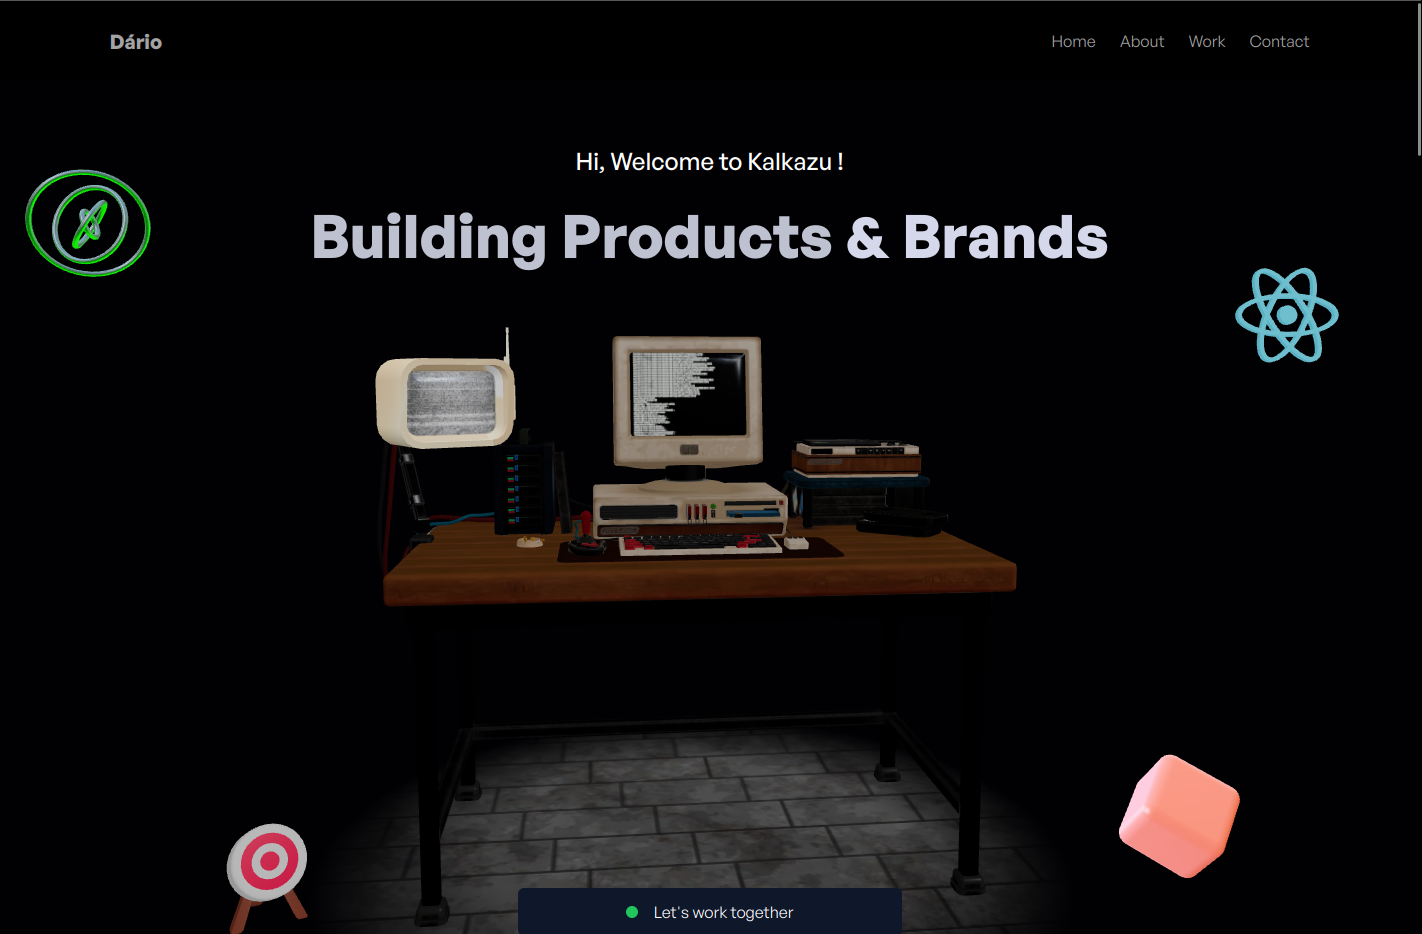 Dário
Home About Work Contact
Hi, Welcome to Kalkazu !
Building Products & Brands
Let's work together